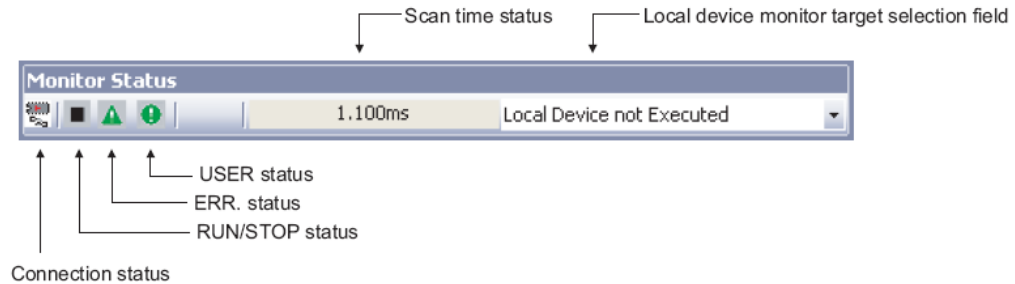 Scan time status
Local device monitor target selection field
Monitor Status
1.100ms
Local Device not Executed
USER status
ERR. status
RUN/STOP status
Connection status